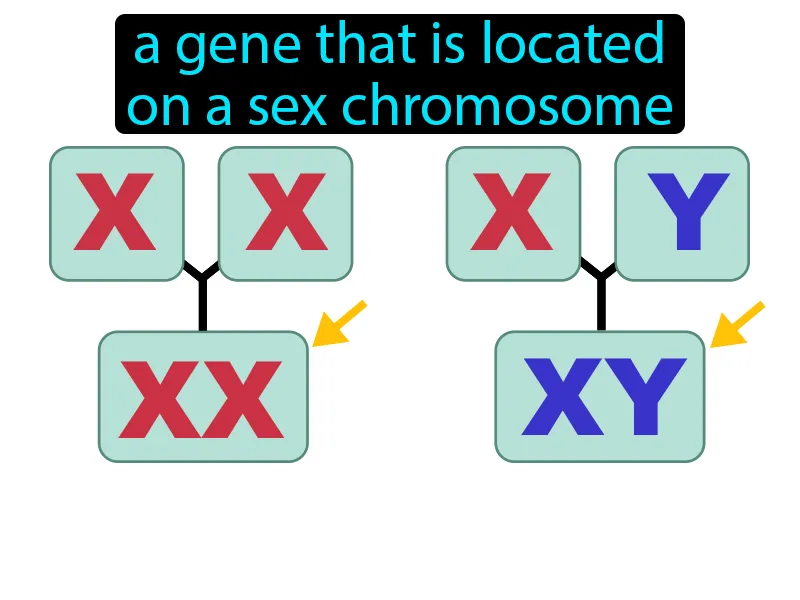 a gene that is located
on a sex chromosome
X X X Y
XX XY